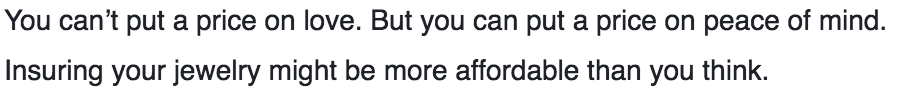 You can’t put a price on love. But you can put a price on peace of mind.
Insuring your jewelry might be more affordable than you think.